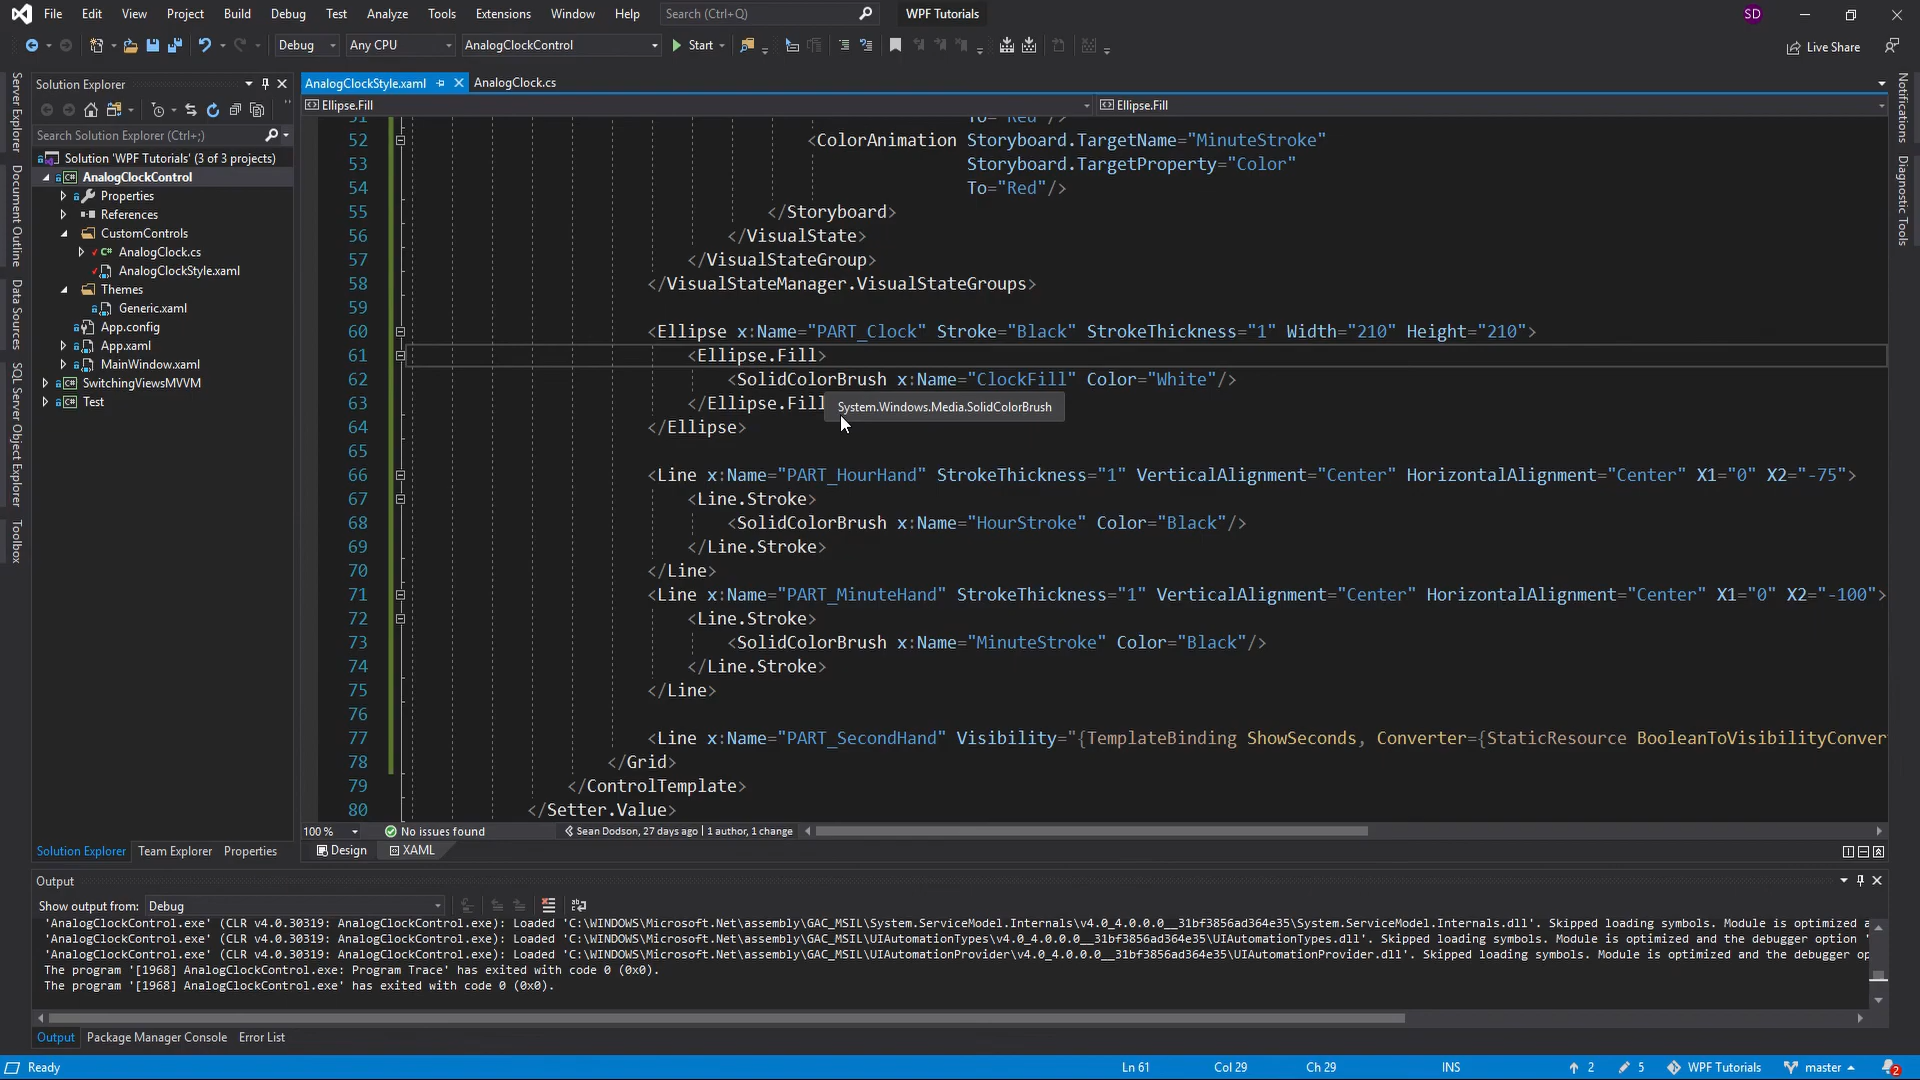 File Edit View Project Build Debug Test Analyze Tools Extensions Window Help Search (Ctrl+Q) WPF Tutorials SD
Debug Any CPU AnalogClockControl Start Live Share
Server Explorer
Document Outline
Data Sources
SQL Server Object Explorer
Toolbox
Solution Explorer
Search Solution Explorer (Ctrl+;)
Solution 'WPF Tutorials' (3 of 3 projects)
AnalogClockControl
Properties
References
CustomControls
AnalogClock.cs
AnalogClockStyle.xaml
Themes
Generic.xaml
App.config
App.xaml
MainWindow.xaml
SwitchingViewsMVVM
Test
Solution Explorer Team Explorer Properties
AnalogClockStyle.xaml AnalogClock.cs
Ellipse.Fill Ellipse.Fill
51 To="Red"/>
52 <ColorAnimation Storyboard.TargetName="MinuteStroke"
53 Storyboard.TargetProperty="Color"
54 To="Red"/>
55 </Storyboard>
56 </VisualState>
57 </VisualStateGroup>
58 </VisualStateManager.VisualStateGroups>
59
60 <Ellipse x:Name="PART_Clock" Stroke="Black" StrokeThickness="1" Width="210" Height="210">
61 <Ellipse.Fill>
62 <SolidColorBrush x:Name="ClockFill" Color="White"/>
63 </Ellipse.Fill
System.Windows.Media.SolidColorBrush
64 </Ellipse>
65
66 <Line x:Name="PART_HourHand" StrokeThickness="1" VerticalAlignment="Center" HorizontalAlignment="Center" X1="0" X2="-75">
67 <Line.Stroke>
68 <SolidColorBrush x:Name="HourStroke" Color="Black"/>
69 </Line.Stroke>
70 </Line>
71 <Line x:Name="PART_MinuteHand" StrokeThickness="1" VerticalAlignment="Center" HorizontalAlignment="Center" X1="0" X2="-100">
72 <Line.Stroke>
73 <SolidColorBrush x:Name="MinuteStroke" Color="Black"/>
74 </Line.Stroke>
75 </Line>
76
77 <Line x:Name="PART_SecondHand" Visibility="{TemplateBinding ShowSeconds, Converter={StaticResource BooleanToVisibilityConver
78 </Grid>
79 </ControlTemplate>
80 </Setter.Value>
100 % No issues found Sean Dodson, 27 days ago | 1 author, 1 change
Design XAML
Notifications
Diagnostic Tools
Output
Show output from: Debug
'AnalogClockControl.exe' (CLR v4.0.30319: AnalogClockControl.exe): Loaded 'C:\WINDOWS\Microsoft.Net\assembly\GAC_MSIL\System.ServiceModel.Internals\v4.0_4.0.0.0__31bf3856ad364e35\System.ServiceModel.Internals.dll'. Skipped loading symbols. Module is optimized a
'AnalogClockControl.exe' (CLR v4.0.30319: AnalogClockControl.exe): Loaded 'C:\WINDOWS\Microsoft.Net\assembly\GAC_MSIL\UIAutomationTypes\v4.0_4.0.0.0__31bf3856ad364e35\UIAutomationTypes.dll'. Skipped loading symbols. Module is optimized and the debugger option '
'AnalogClockControl.exe' (CLR v4.0.30319: AnalogClockControl.exe): Loaded 'C:\WINDOWS\Microsoft.Net\assembly\GAC_MSIL\UIAutomationProvider\v4.0_4.0.0.0__31bf3856ad364e35\UIAutomationProvider.dll'. Skipped loading symbols. Module is optimized and the debugger op
The program '[1968] AnalogClockControl.exe: Program Trace' has exited with code 0 (0x0).
The program '[1968] AnalogClockControl.exe' has exited with code 0 (0x0).
Output Package Manager Console Error List
Ready Ln 61 Col 29 Ch 29 INS 2 5 WPF Tutorials master 2